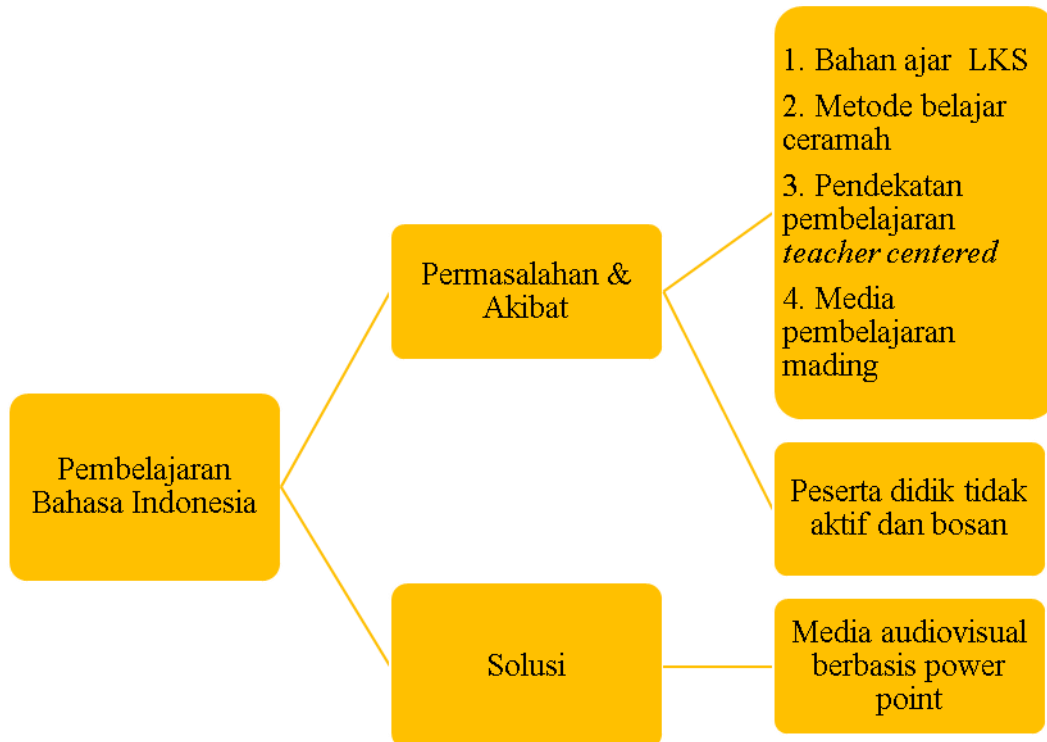 Pembelajaran
Bahasa Indonesia
Permasalahan &
Akibat
1. Bahan ajar LKS
2. Metode belajar
ceramah
3. Pendekatan
pembelajaran
teacher centered
4. Media
pembelajaran
mading
Peserta didik tidak
aktif dan bosan
Solusi
Media audiovisual
berbasis power
point